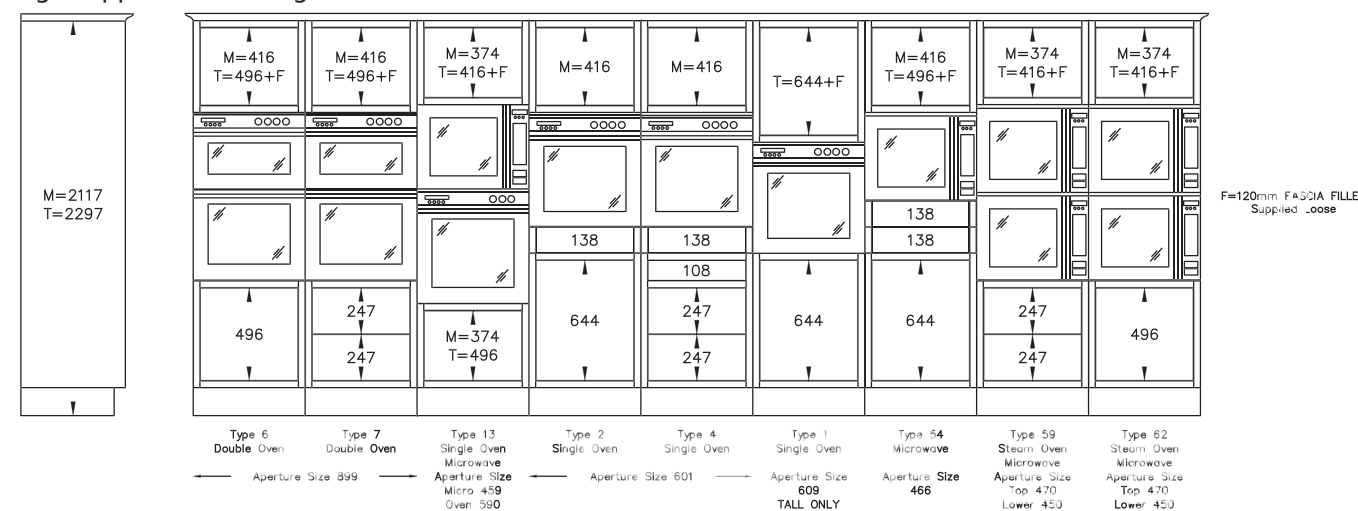 M=2117
T=2297
M=416
T=496+F
M=416
T=496+F
M=374
T=416+F
M=416
M=416
T=644+F
M=416
T=496+F
M=374
T=416+F
M=374
T=416+F
138
138
108
138
138
496
247
247
M=374
T=496
644
247
247
644
644
247
247
496
F=120mm FASCIA FILLE
Supplied Loose
Type 6
Double Oven
Type 7
Double Oven
Aperture Size 899
Type 13
Single Oven
Microwave
Aperture Size
Micro 459
Oven 590
Type 2
Single Oven
Type 4
Single Oven
Aperture Size 601
Type 1
Single Oven
Aperture Size
609
TALL ONLY
Type 54
Microwave
Aperture Size
466
Type 59
Steam Oven
Microwave
Aperture Size
Top 470
Lower 450
Type 62
Steam Oven
Microwave
Aperture Size
Top 470
Lower 450